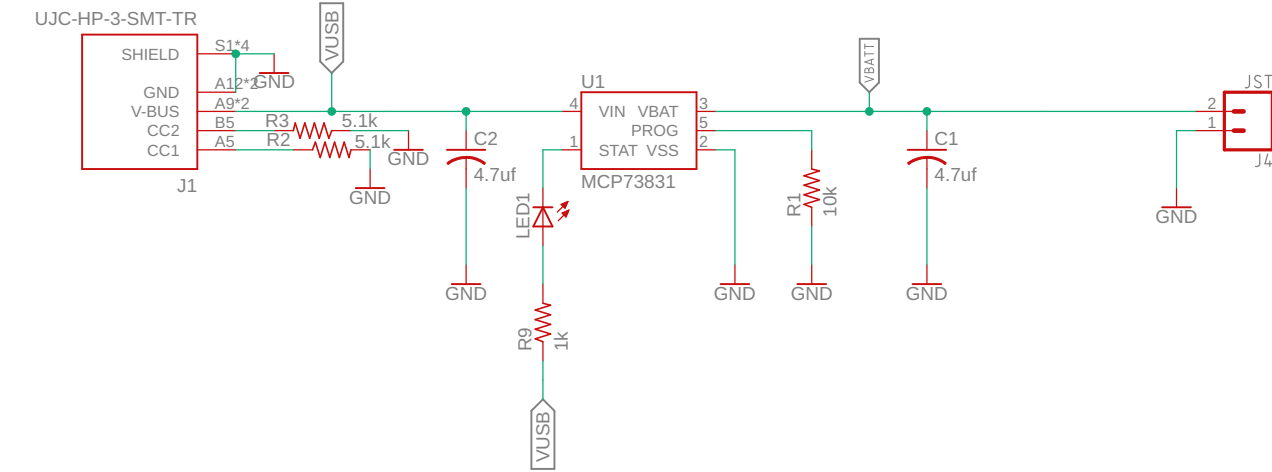 UJC-HP-3-SMT-TR
SHIELD
GND
V-BUS
CC2
CC1
S1*4
A12*2
A9*2
B5
A5
J1
GND
VUSB
R3
5.1k
R2
5.1k
GND
GND
C2
4.7uf
GND
U1
4
1
VIN VBAT
PROG
STAT VSS
3
5
2
MCP73831
LED1
R9
1k
VUSB
GND
R1
10k
GND
VBATT
C1
4.7uf
GND
JST
2
1
J4
GND